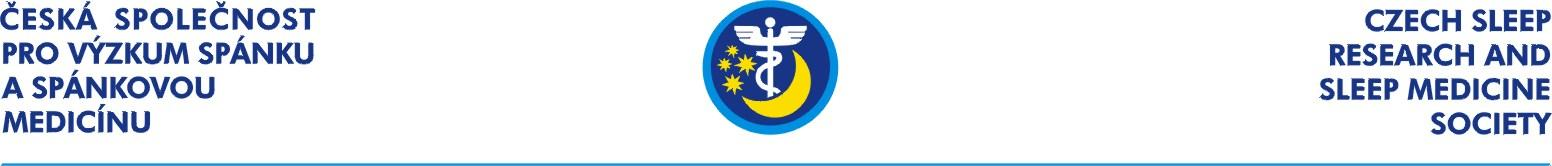 ČESKÁ SPOLEČNOST
PRO VÝZKUM SPÁNKU
A SPÁNKOVOU
MEDICÍNU
CZECH SLEEP
RESEARCH AND
SLEEP MEDICINE
SOCIETY